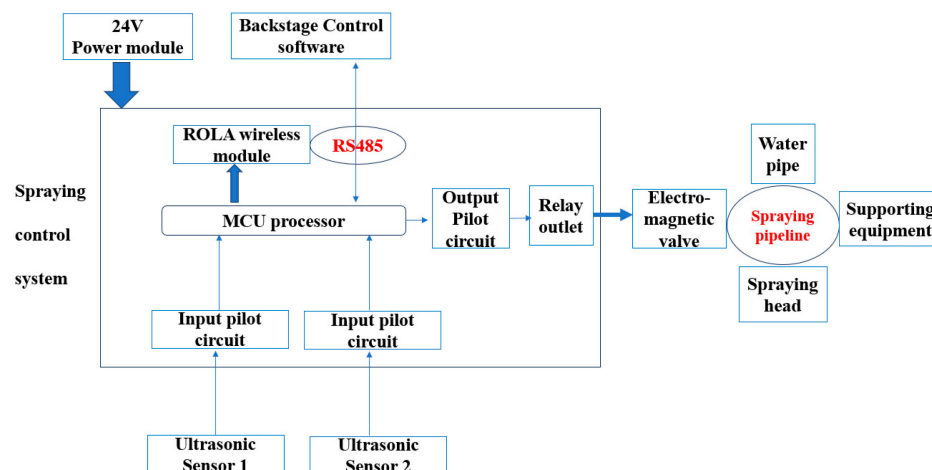 24V
Power module
Backstage Control
software
ROLA wireless
module
RS485
Water
pipe
Spraying
control
system
MCU processor
Output
Pilot
circuit
Relay
outlet
Electro-
magnetic
valve
Spraying
pipeline
Supporting
equipment
Spraying
head
Input pilot
circuit
Input pilot
circuit
Ultrasonic
Sensor 1
Ultrasonic
Sensor 2